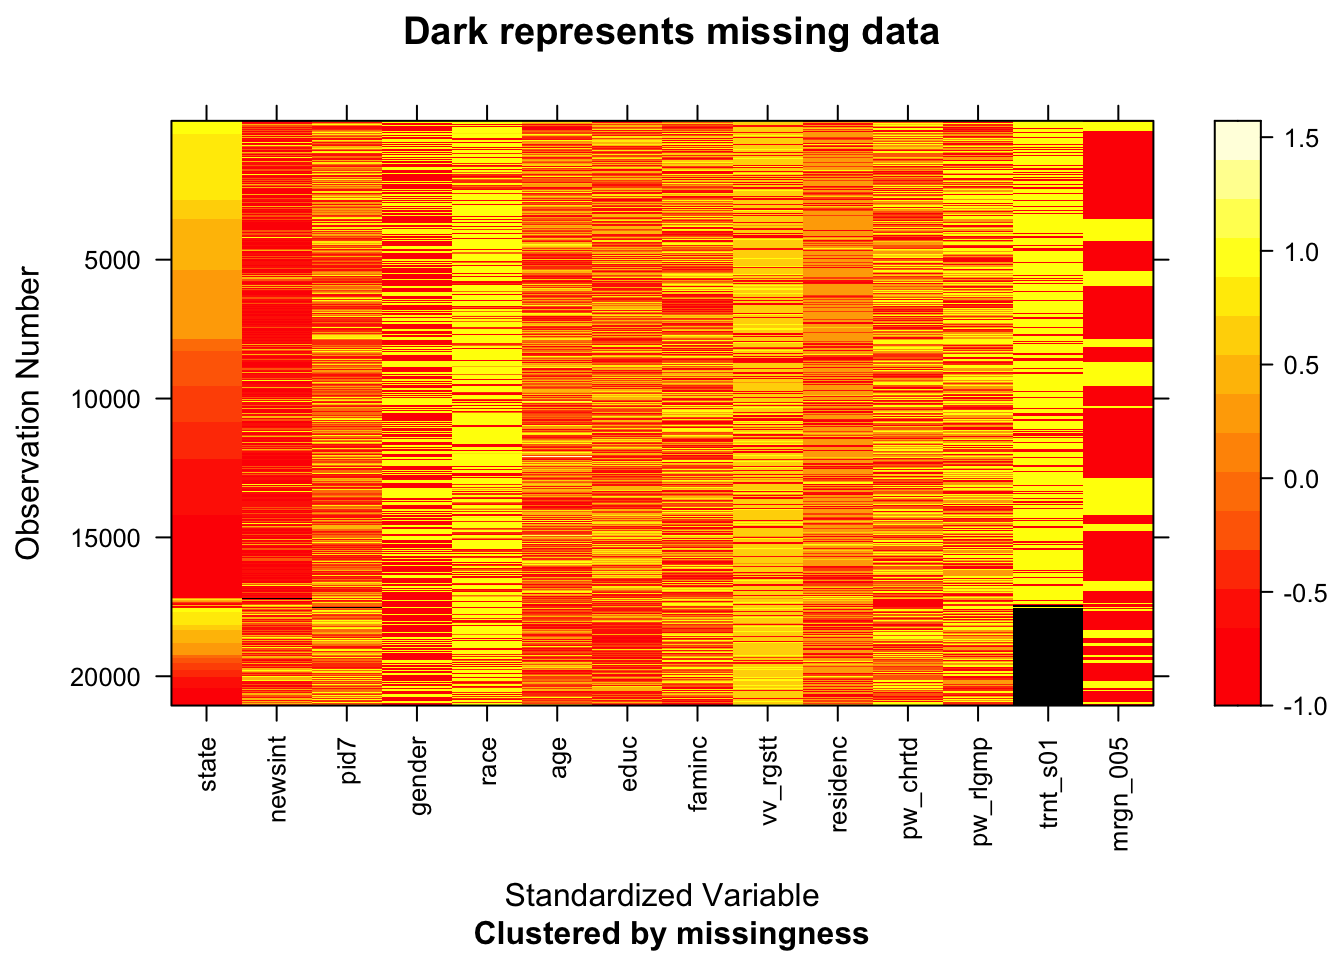 Dark represents missing data
Observation Number
5000
10000
15000
20000
state
newsint
pid7
gender
race
age
educ
faminc
vv_rgstt
residenc
pw_chrtd
pw_rlgmp
trnt_s01
mrgn_005
1.5
1.0
0.5
0.0
-0.5
-1.0
Standardized Variable
Clustered by missingness